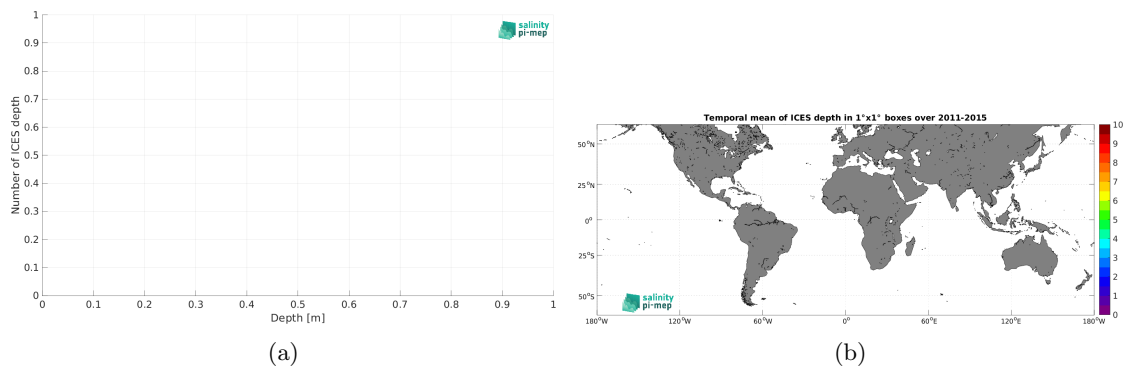 1
0.9
0.8
0.7
0.6
0.5
0.4
0.3
0.2
0.1
0
Number of ICES depth
0 0.1 0.2 0.3 0.4 0.5 0.6 0.7 0.8 0.9 1
Depth [m]
salinity
pi-mep
(a)
Temporal mean of ICES depth in 1°x1° boxes over 2011-2015
50°N
25°N
0°
25°S
50°S
180°W 120°W 60°W 0° 60°E 120°E 180°W
salinity
pi-mep
10
9
8
7
6
5
4
3
2
1
0
(b)